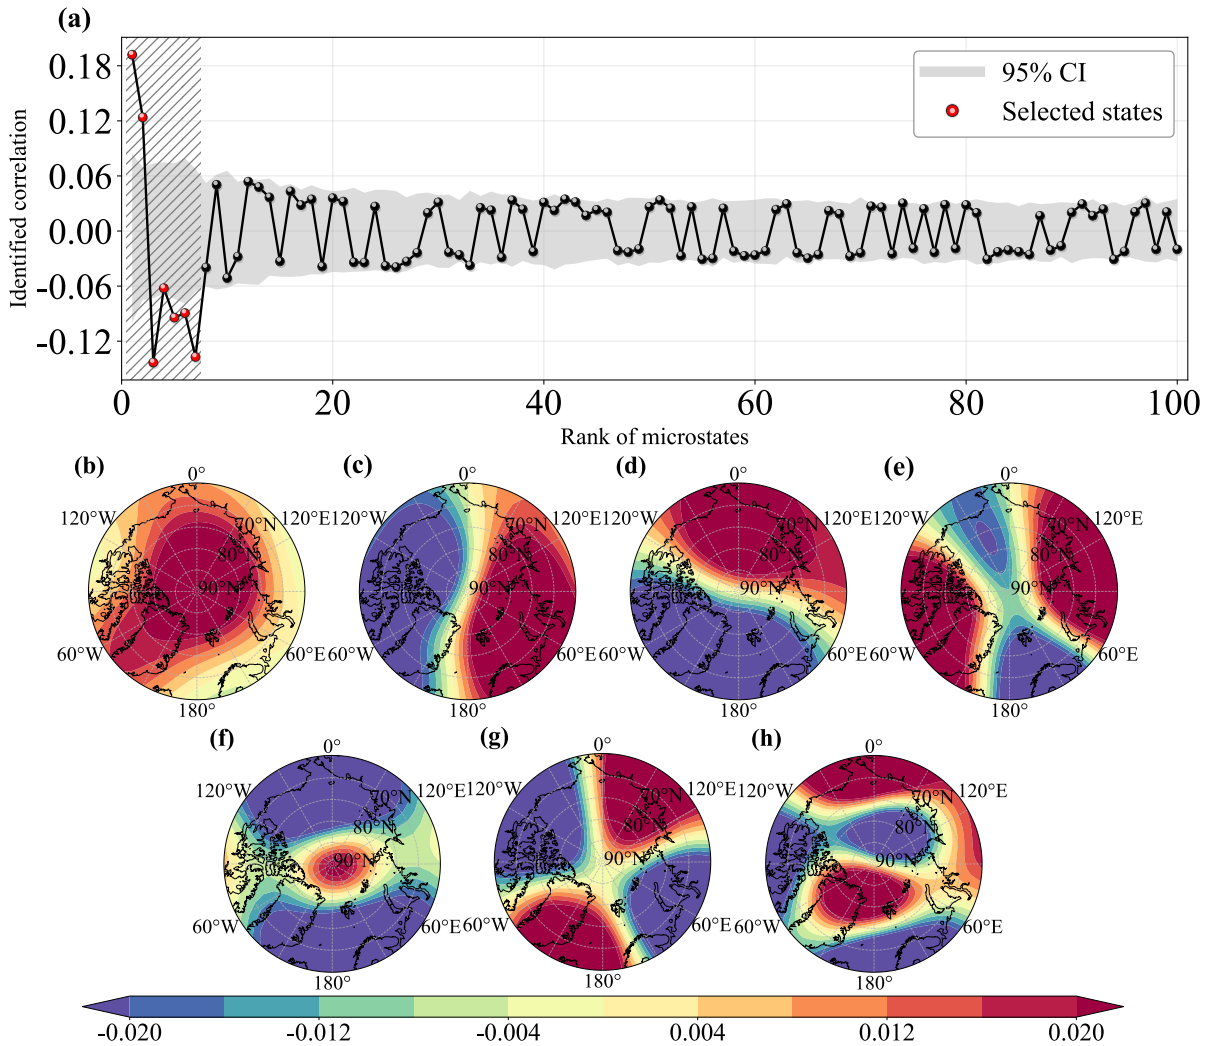 (a)
Identified correlation
0.18
0.12
0.06
0.00
-0.06
-0.12
95% CI
Selected states
0 20 40 60 80 100
Rank of microstates
(b) (c) (d) (e)
0° 0° 0° 0°
120°W 120°E 120°W 120°E 120°W 120°E 120°W 120°E
70°N 70°N 70°N 70°N
80°N 80°N 80°N 80°N
90°N 90°N 90°N 90°N
60°W 60°E 60°W 60°E 60°W 60°E 60°W 60°E
180° 180° 180° 180°
(f) (g) (h)
0° 0° 0°
120°W 120°E 120°W 120°E 120°W 120°E
70°N 70°N 70°N
80°N 80°N 80°N
90°N 90°N 90°N
60°W 60°E 60°W 60°E 60°W 60°E
180° 180° 180°
-0.020 -0.012 -0.004 0.004 0.012 0.020